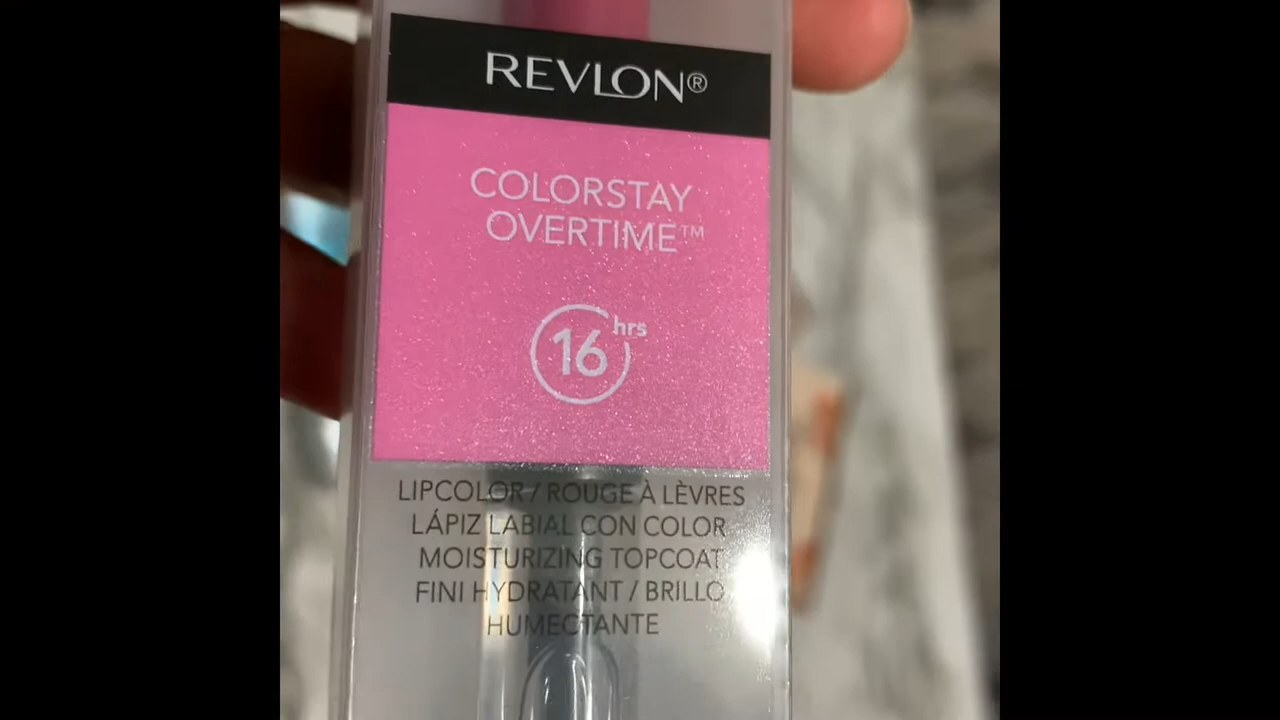 REVLON®
COLORSTAY
OVERTIME™
16 hrs
LIPCOLOR / ROUGE À LÈVRES
LÁPIZ LABIAL CON COLOR
MOISTURIZING TOPCOAT
FINI HYDRATANT / BRILLO
HUMECTANTE